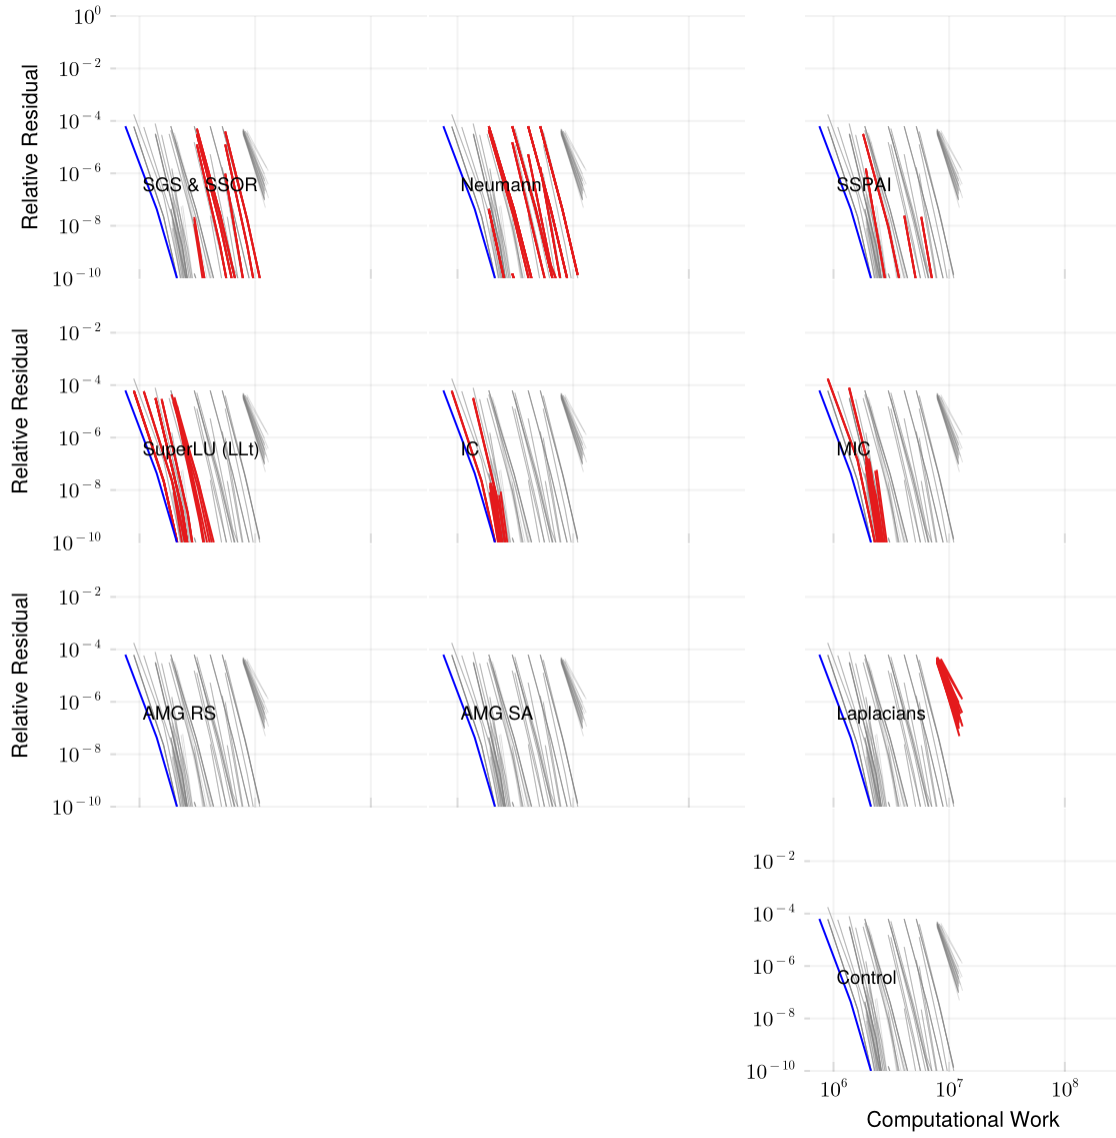 Relative Residual
10^0
10^−2
10^−4
10^−6
10^−8
10^−10
SGS & SSOR
Neumann
SSPAI
Relative Residual
10^−2
10^−4
10^−6
10^−8
10^−10
SuperLU (LLt)
IC
MIC
Relative Residual
10^−2
10^−4
10^−6
10^−8
10^−10
AMG RS
AMG SA
Laplacians
10^−2
10^−4
10^−6
10^−8
10^−10
Control
10^6 10^7 10^8
Computational Work